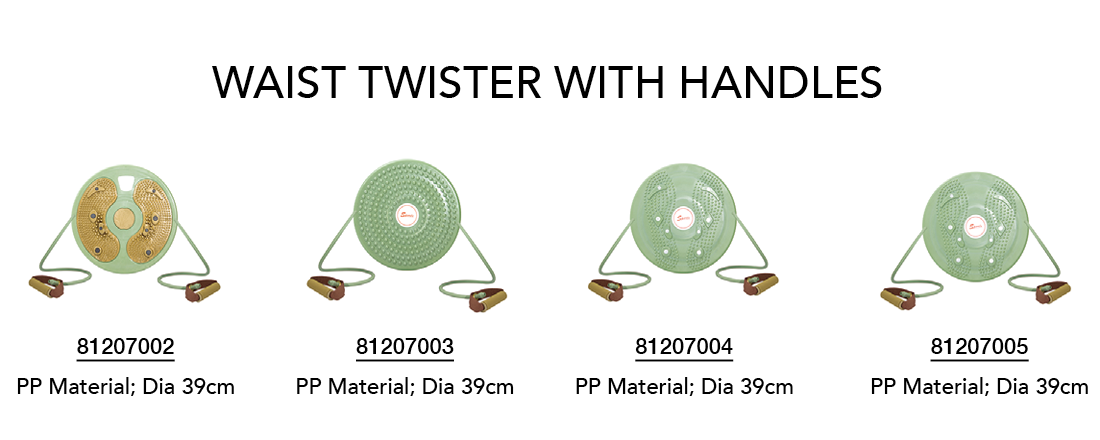 WAIST TWISTER WITH HANDLES
81207002
PP Material; Dia 39cm
81207003
PP Material; Dia 39cm
81207004
PP Material; Dia 39cm
81207005
PP Material; Dia 39cm